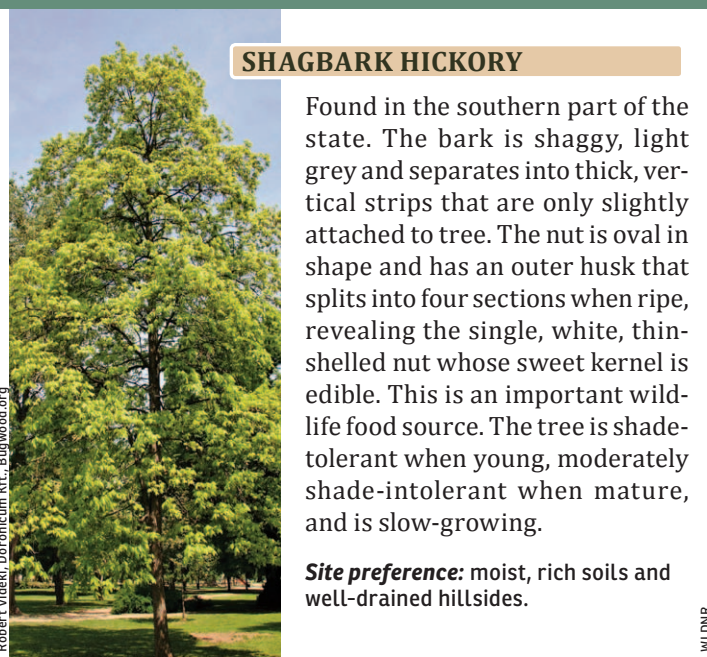 SHAGBARK HICKORY
Found in the southern part of the
state. The bark is shaggy, light
grey and separates into thick, ver-
tical strips that are only slightly
attached to tree. The nut is oval in
shape and has an outer husk that
splits into four sections when ripe,
revealing the single, white, thin-
shelled nut whose sweet kernel is
edible. This is an important wild-
life food source. The tree is shade-
tolerant when young, moderately
shade-intolerant when mature,
and is slow-growing.
Site preference: moist, rich soils and
well-drained hillsides.
Robert Videki, Doronicum Kft., Bugwood.org
WI DNR